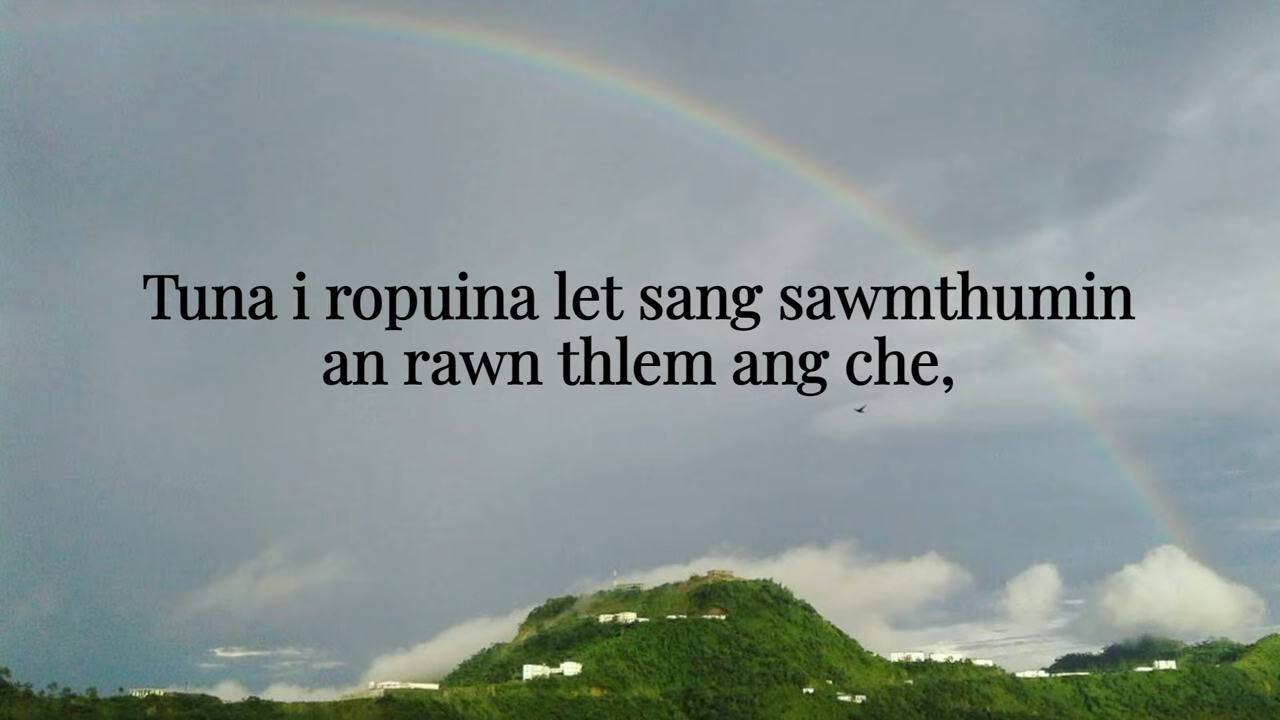 Tuna i ropuina let sang sawmthumin
an rawn thlem ang che,